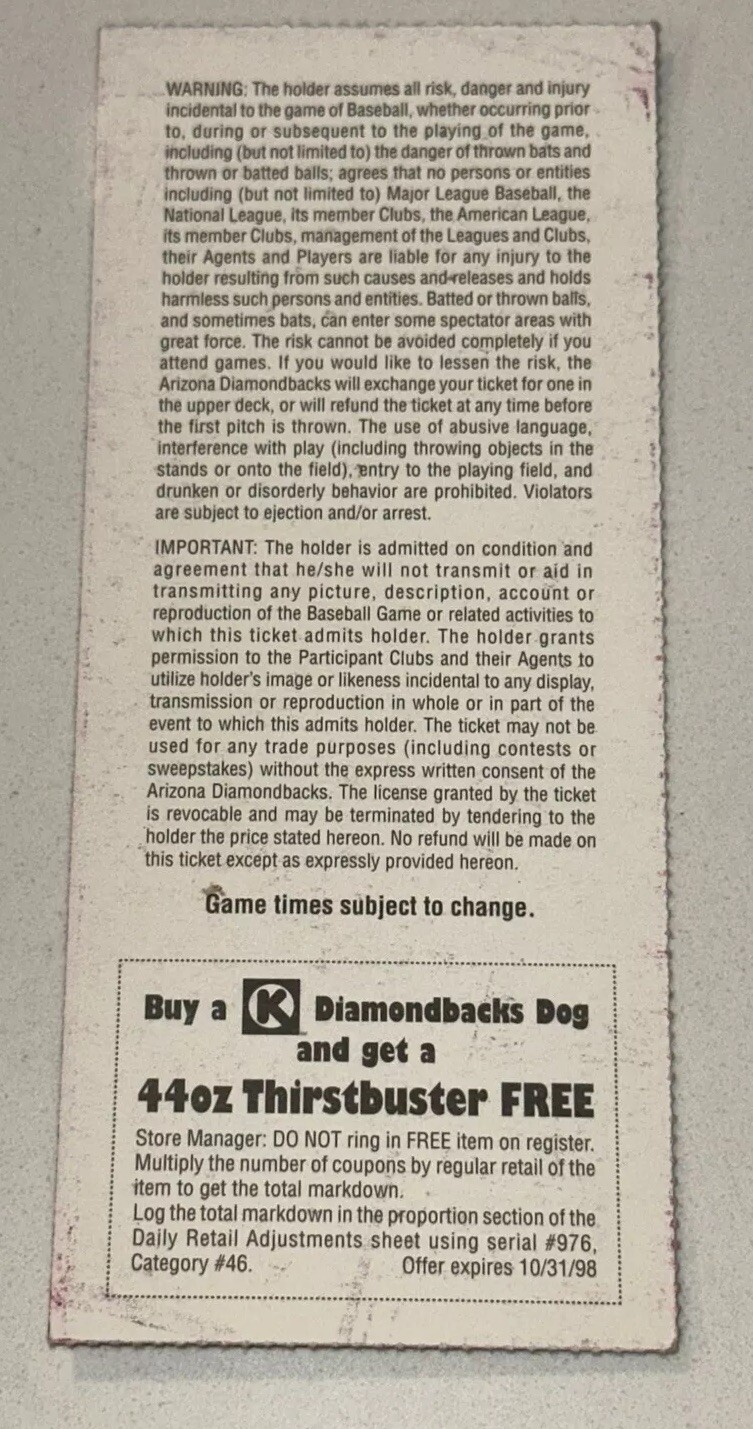 WARNING: The holder assumes all risk, danger and injury
incidental to the game of Baseball, whether occurring prior
to, during or subsequent to the playing of the game,
including (but not limited to) the danger of thrown bats and
thrown or batted balls; agrees that no persons or entities
including (but not limited to) Major League Baseball, the
National League, its member Clubs, the American League,
its member Clubs, management of the Leagues and Clubs,
their Agents and Players are liable for any injury to the
holder resulting from such causes and releases and holds
harmless such persons and entities. Batted or thrown balls,
and sometimes bats, can enter some spectator areas with
great force. The risk cannot be avoided completely if you
attend games. If you would like to lessen the risk, the
Arizona Diamondbacks will exchange your ticket for one in
the upper deck, or will refund the ticket at any time before
the first pitch is thrown. The use of abusive language,
interference with play (including throwing objects in the
stands or onto the field), entry to the playing field, and
drunken or disorderly behavior are prohibited. Violators
are subject to ejection and/or arrest.
IMPORTANT: The holder is admitted on condition and
agreement that he/she will not transmit or aid in
transmitting any picture, description, account or
reproduction of the Baseball Game or related activities to
which this ticket admits holder. The holder grants
permission to the Participant Clubs and their Agents to
utilize holder's image or likeness incidental to any display,
transmission or reproduction in whole or in part of the
event to which this admits holder. The ticket may not be
used for any trade purposes (including contests or
sweepstakes) without the express written consent of the
Arizona Diamondbacks. The license granted by the ticket
is revocable and may be terminated by tendering to the
holder the price stated hereon. No refund will be made on
this ticket except as expressly provided hereon.
Game times subject to change.
Buy a K Diamondbacks Dog
and get a
44oz Thirstbuster FREE
Store Manager: DO NOT ring in FREE item on register.
Multiply the number of coupons by regular retail of the
item to get the total markdown.
Log the total markdown in the proportion section of the
Daily Retail Adjustments sheet using serial #976,
Category #46. Offer expires 10/31/98